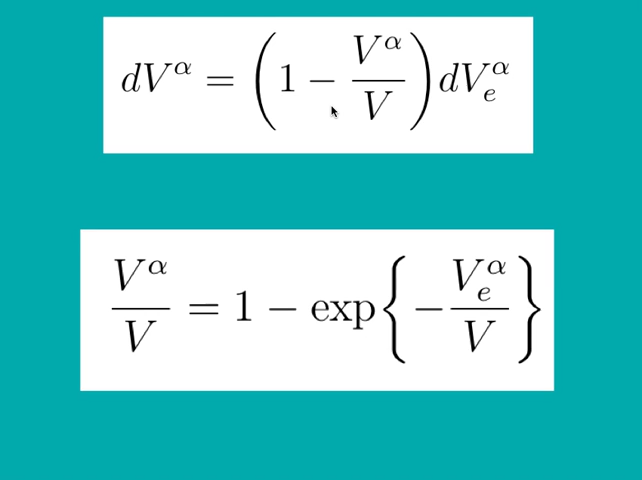 dV^α = (1 − V^α/V) dV_e^α
V^α/V = 1 − exp{−V_e^α/V}